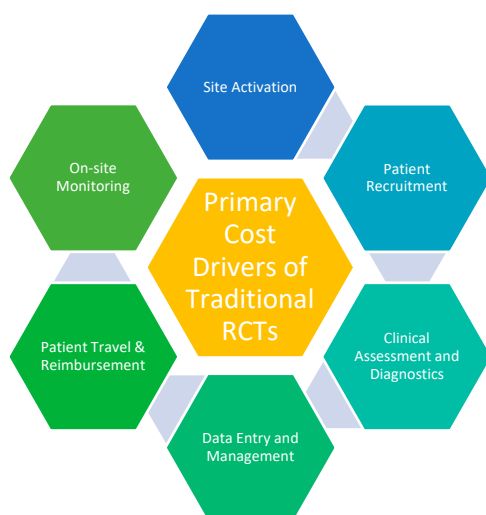 Site Activation
On-site
Monitoring
Patient
Recruitment
Primary
Cost
Drivers of
Traditional
RCTs
Patient Travel &
Reimbursement
Clinical
Assessment and
Diagnostics
Data Entry and
Management